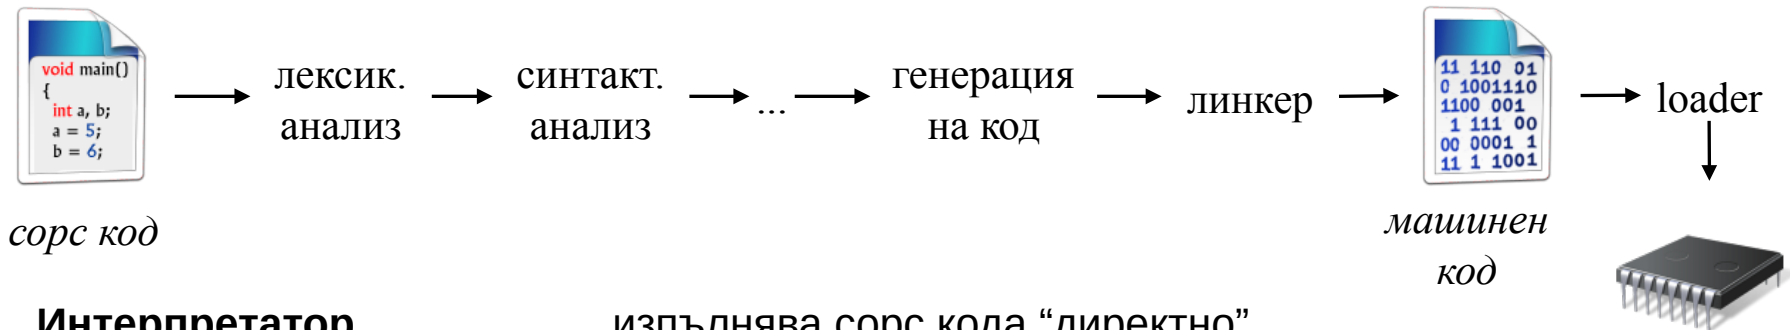 void main()
{
int a, b;
a = 5;
b = 6;
сорс код
лексик.
анализ
синтакт.
анализ
...
генерация
на код
линкер
11 110 01
0 1001110
1100 001
1 111 00
00 0001 1
11 1 1001
машинен
код
loader
Интерпретатор
изпълнява сорс кода “директно”